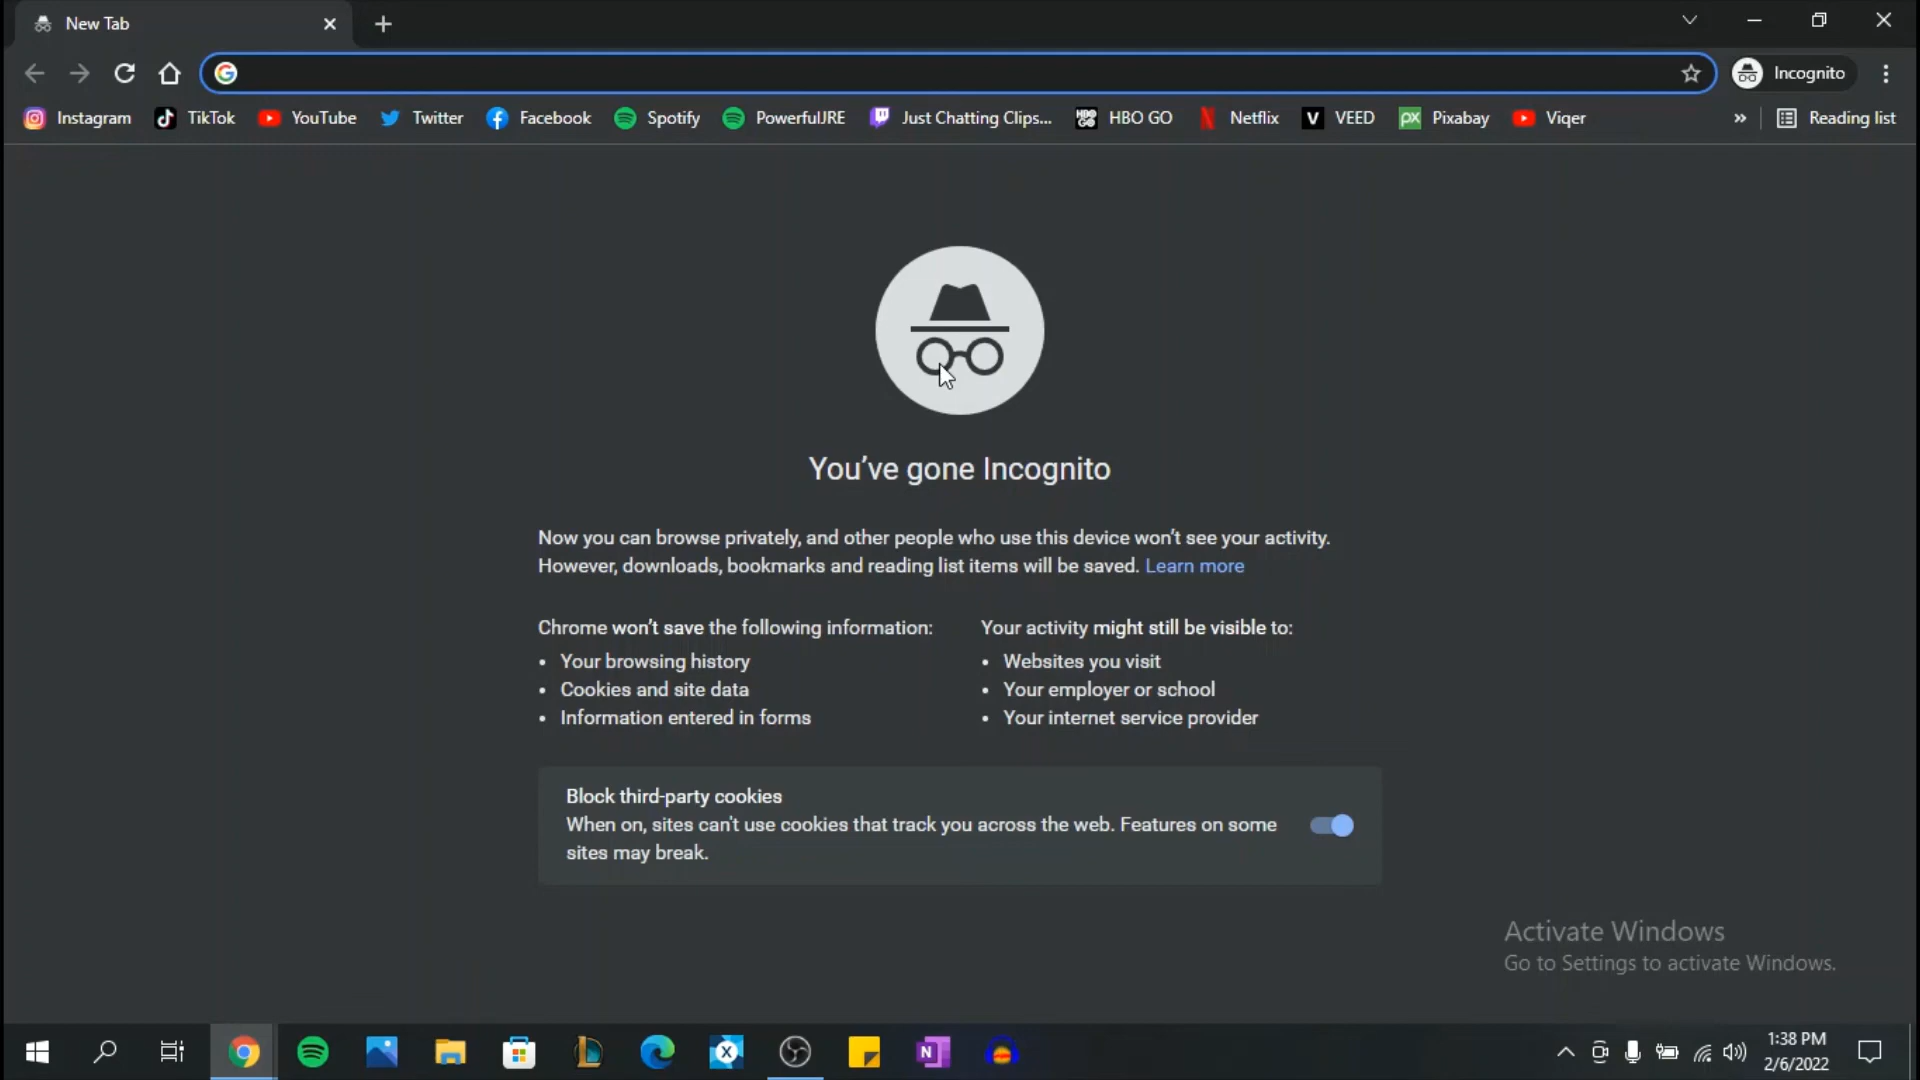 New Tab
Incognito
Instagram TikTok YouTube Twitter Facebook Spotify PowerfulJRE Just Chatting Clips... HBO GO Netflix VEED Pixabay Viqer » Reading list
You've gone Incognito
Now you can browse privately, and other people who use this device won't see your activity.
However, downloads, bookmarks and reading list items will be saved. Learn more
Chrome won't save the following information:
• Your browsing history
• Cookies and site data
• Information entered in forms
Your activity might still be visible to:
• Websites you visit
• Your employer or school
• Your internet service provider
Block third-party cookies
When on, sites can't use cookies that track you across the web. Features on some
sites may break.
Activate Windows
Go to Settings to activate Windows.
1:38 PM
2/6/2022